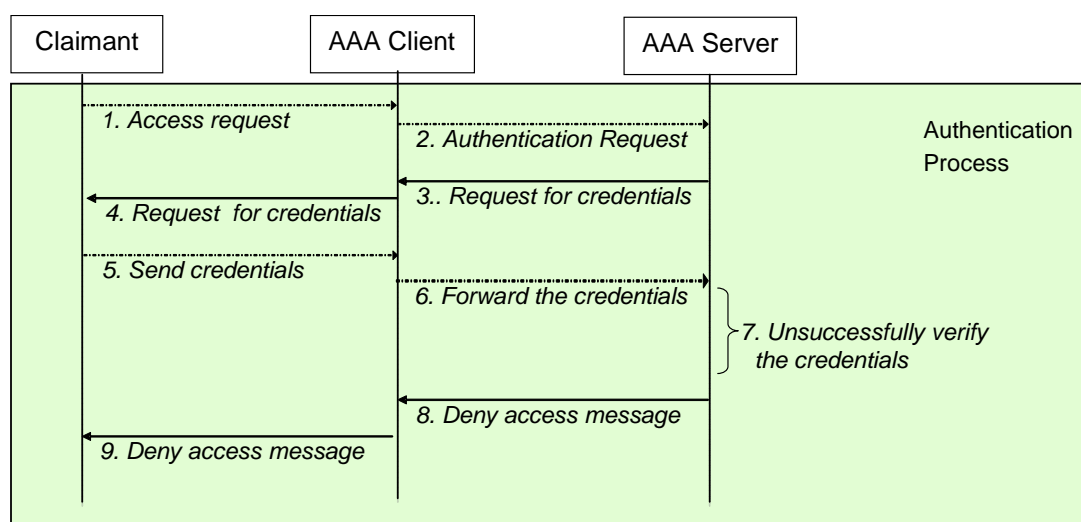 Claimant
AAA Client
AAA Server
1. Access request
2. Authentication Request
Authentication
Process
3.. Request for credentials
4. Request for credentials
5. Send credentials
6. Forward the credentials
7. Unsuccessfully verify
the credentials
8. Deny access message
9. Deny access message